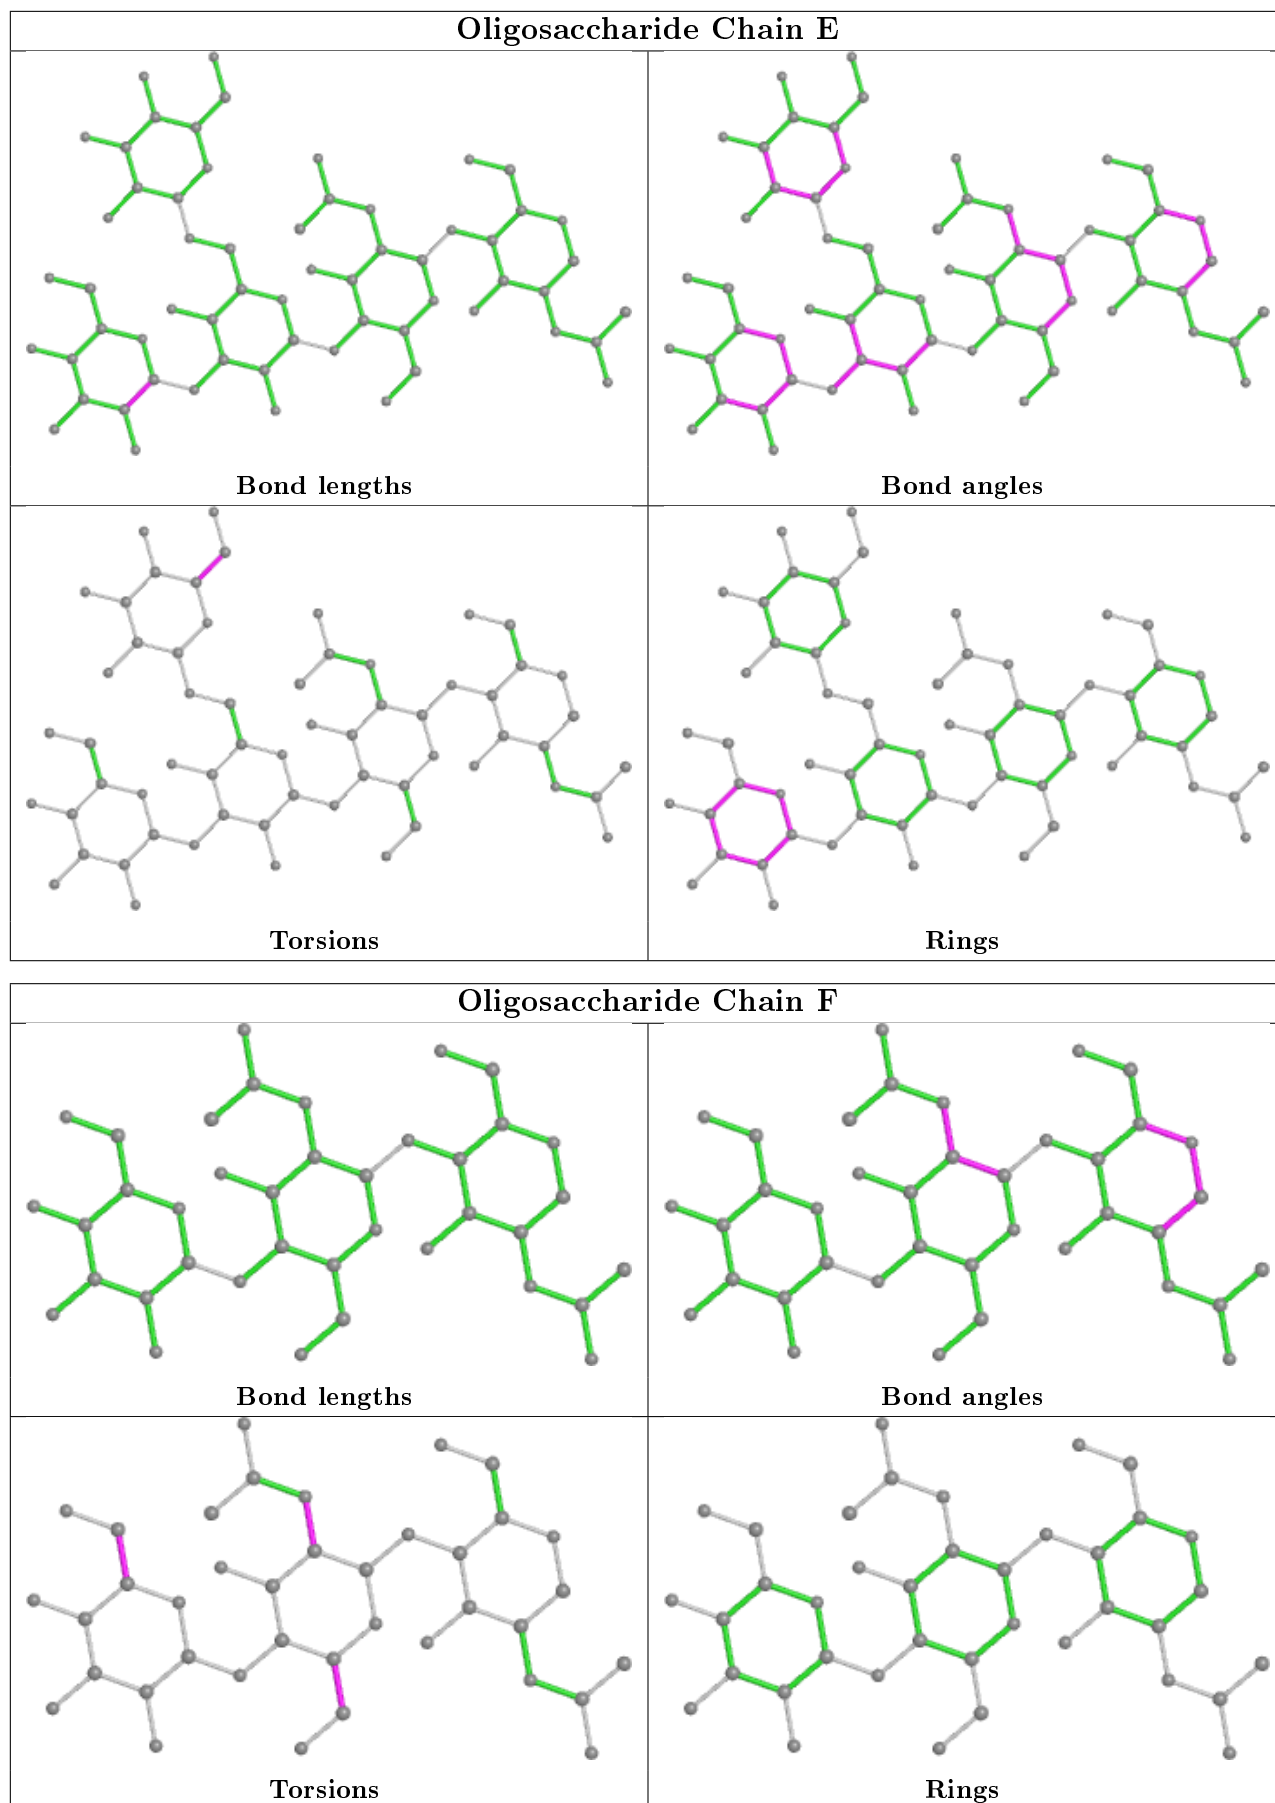 Oligosaccharide Chain E
Bond lengths
Bond angles
Torsions
Rings
Oligosaccharide Chain F
Bond lengths
Bond angles
Torsions
Rings